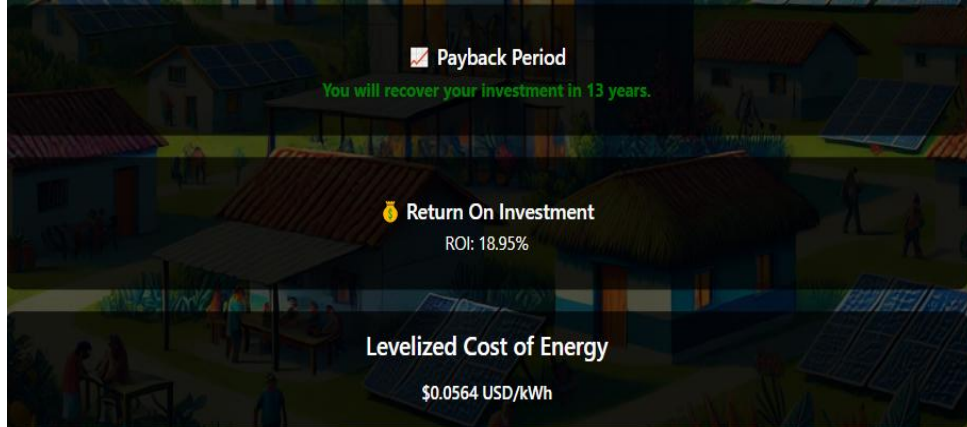 📈 Payback Period
You will recover your investment in 13 years.
💰 Return On Investment
ROI: 18.95%
Levelized Cost of Energy
$0.0564 USD/kWh